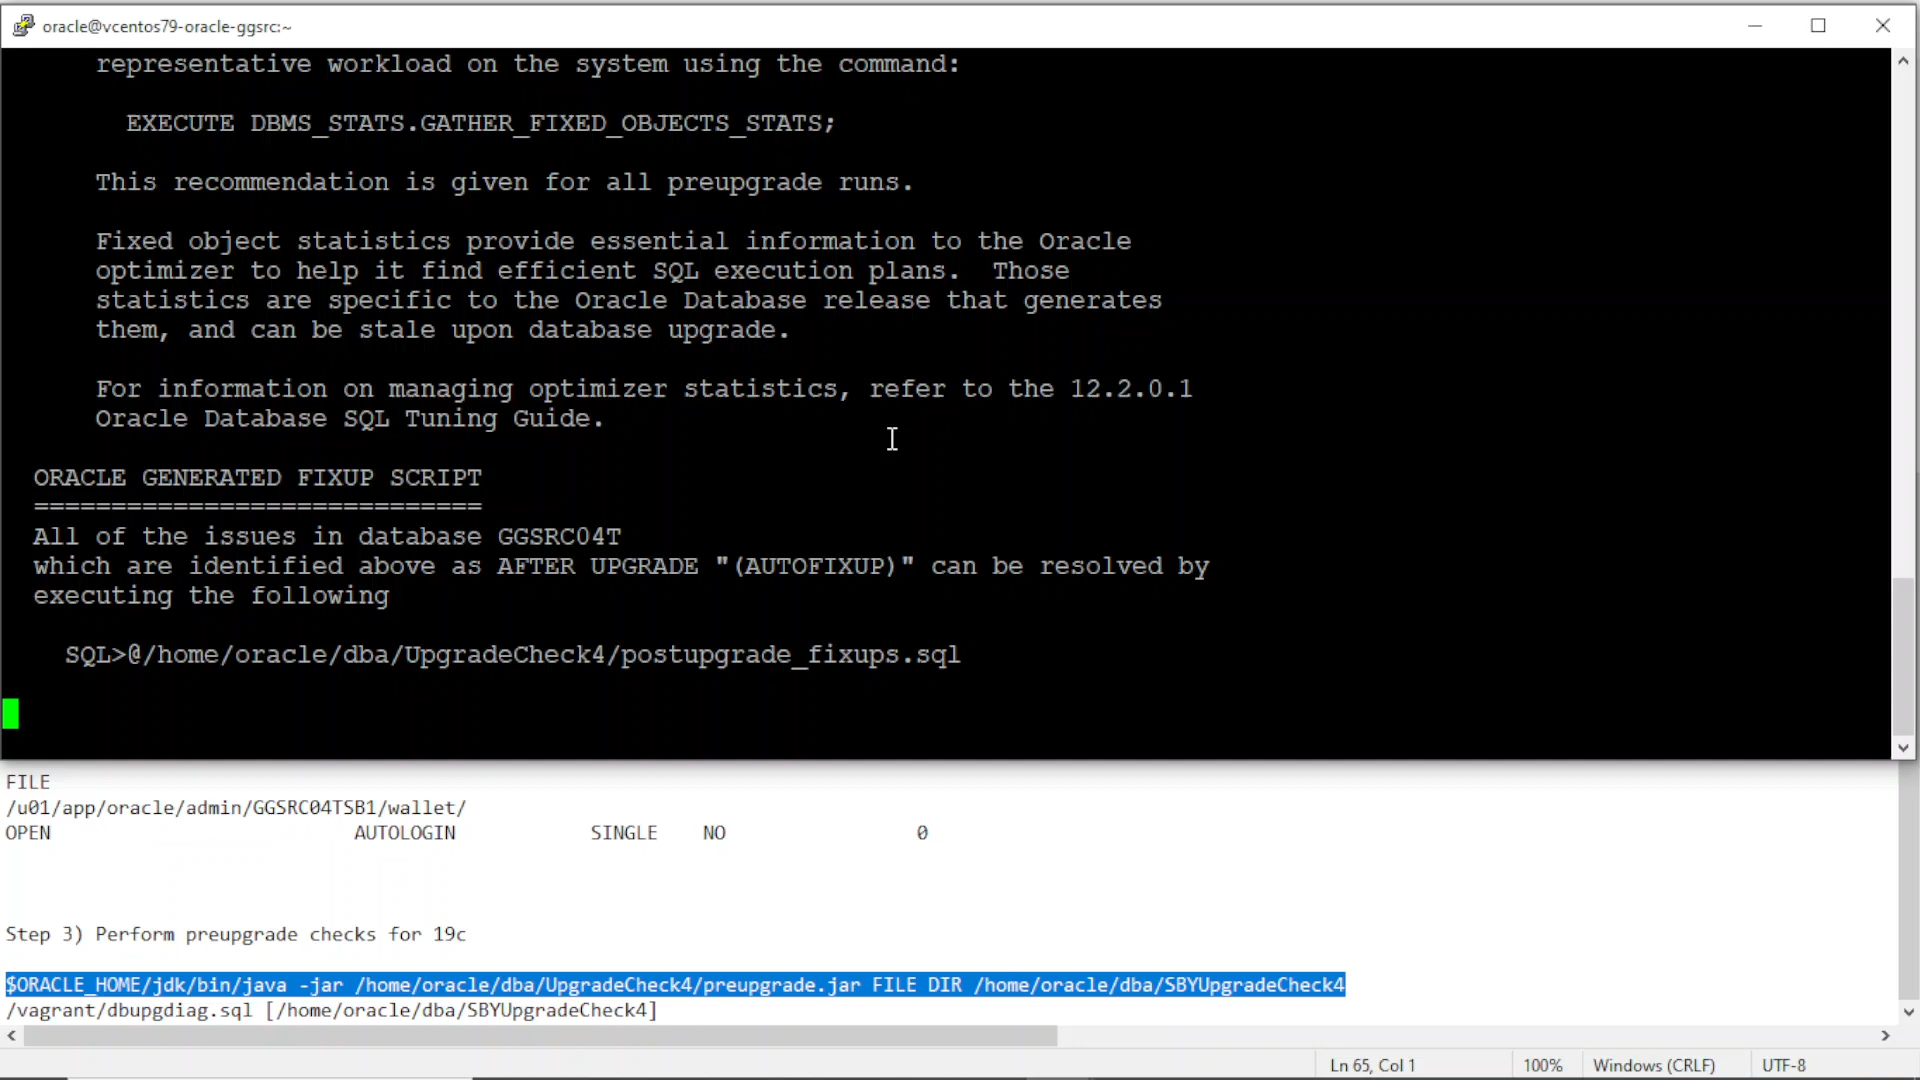 oracle@vcentos79-oracle-ggsrc:~
representative workload on the system using the command:
EXECUTE DBMS_STATS.GATHER_FIXED_OBJECTS_STATS;
This recommendation is given for all preupgrade runs.
Fixed object statistics provide essential information to the Oracle
optimizer to help it find efficient SQL execution plans.  Those
statistics are specific to the Oracle Database release that generates
them, and can be stale upon database upgrade.
For information on managing optimizer statistics, refer to the 12.2.0.1
Oracle Database SQL Tuning Guide.
ORACLE GENERATED FIXUP SCRIPT
=============================
All of the issues in database GGSRC04T
which are identified above as AFTER UPGRADE "(AUTOFIXUP)" can be resolved by
executing the following
SQL>@/home/oracle/dba/UpgradeCheck4/postupgrade_fixups.sql
FILE
/u01/app/oracle/admin/GGSRC04TSB1/wallet/
OPEN AUTOLOGIN SINGLE NO 0
Step 3) Perform preupgrade checks for 19c
$ORACLE_HOME/jdk/bin/java -jar /home/oracle/dba/UpgradeCheck4/preupgrade.jar FILE DIR /home/oracle/dba/SBYUpgradeCheck4
/vagrant/dbupgdiag.sql [/home/oracle/dba/SBYUpgradeCheck4]
Ln 65, Col 1 100% Windows (CRLF) UTF-8